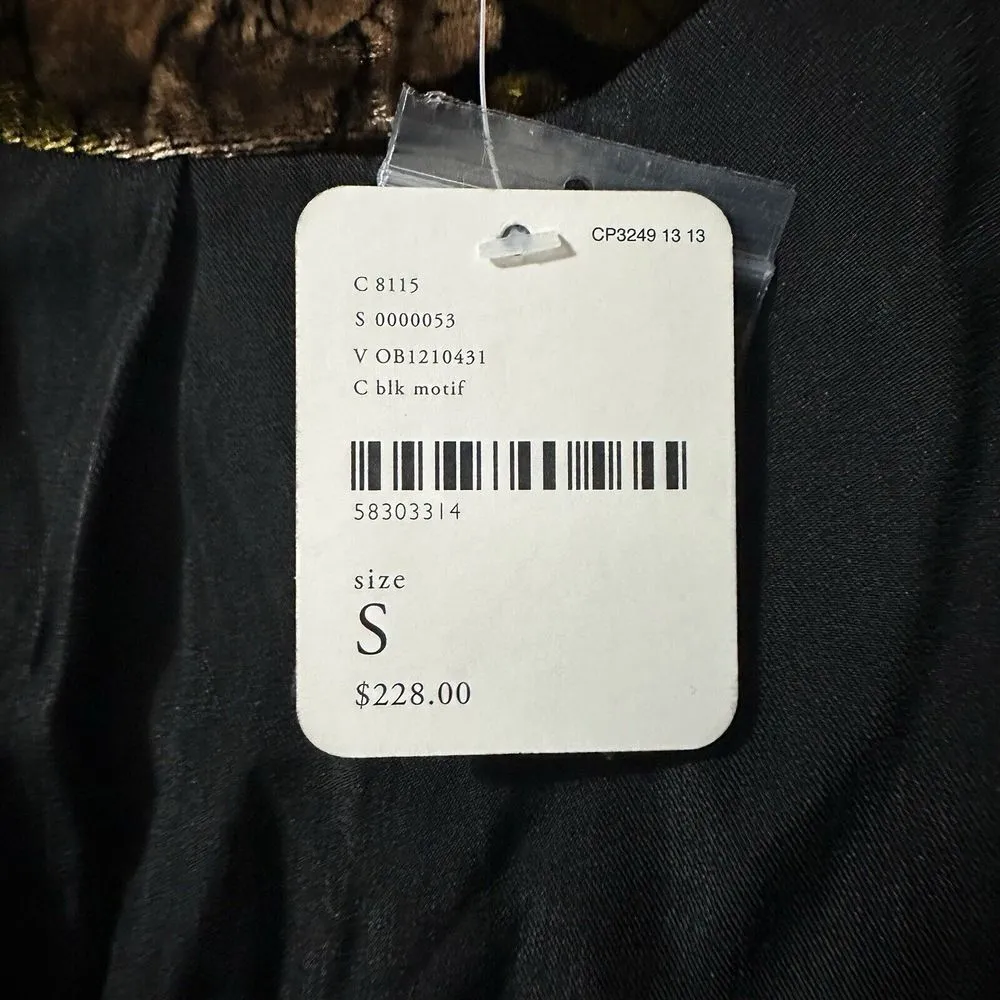 CP3249 13 13
C 8115
S 0000053
V OB1210431
C blk motif
58303314
size
S
$228.00